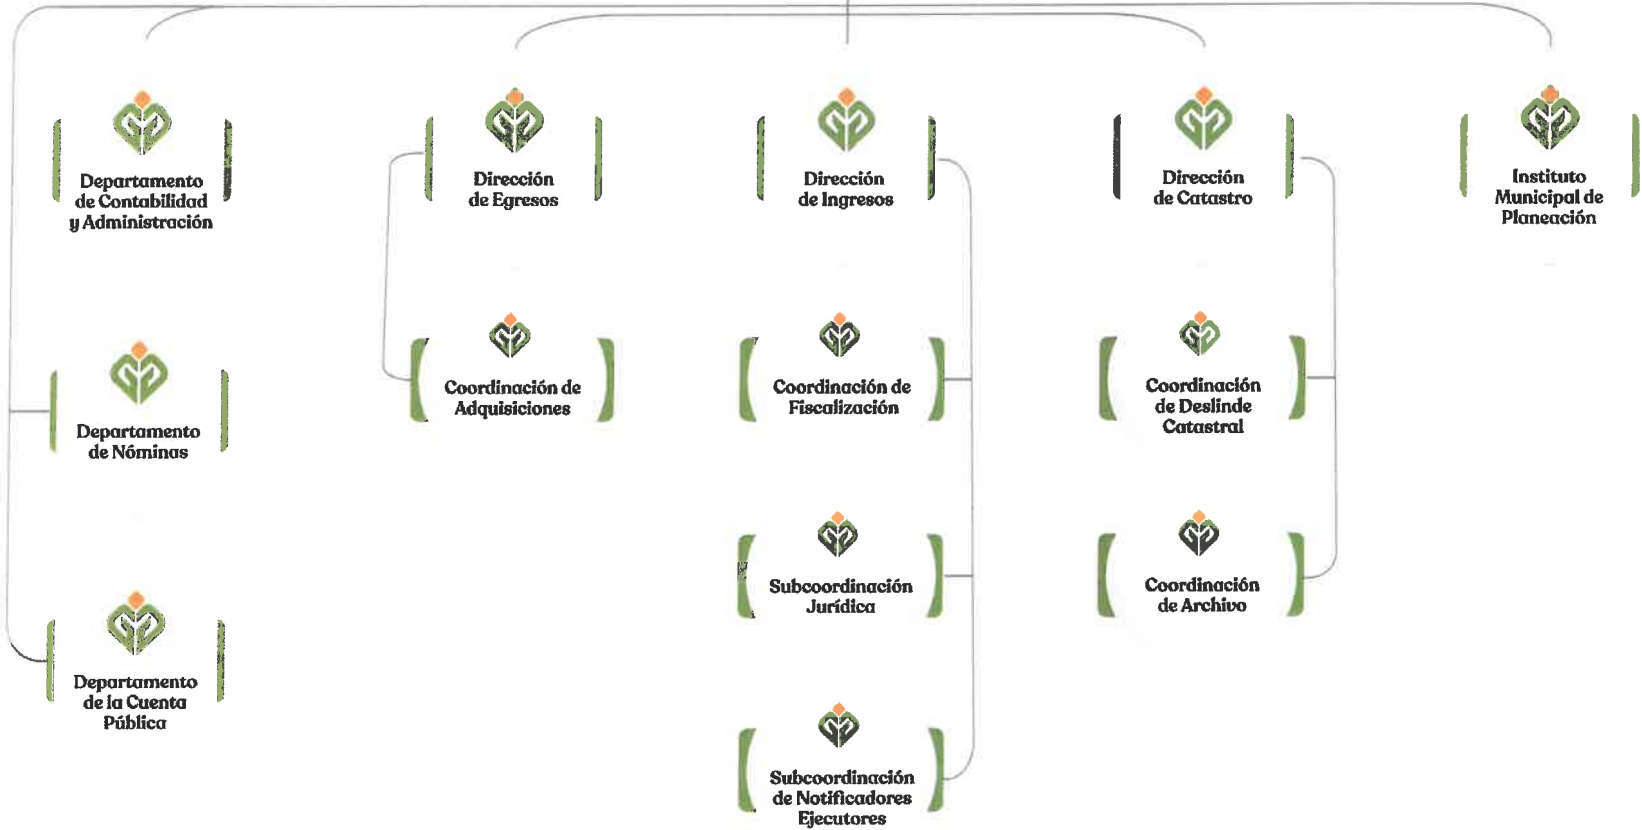 Departamento
de Contabilidad
y Administración
Dirección
de Egresos
Dirección
de Ingresos
Dirección
de Catastro
Instituto
Municipal de
Planeación
Departamento
de Nóminas
Coordinación de
Adquisiciones
Coordinación de
Fiscalización
Coordinación
de Deslinde
Catastral
Subcoordinación
Jurídica
Coordinación
de Archivo
Departamento
de la Cuenta
Pública
Subcoordinación
de Notificadores
Ejecutores